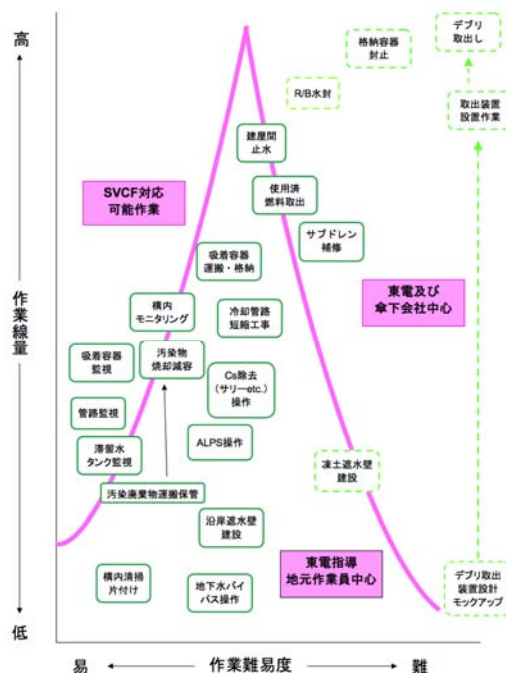 高
作業線量
低
デブリ
取出し
格納容器
封止
取出装置
設置作業
R/B水封
建屋間
止水
使用済
燃料取出
SVCF対応
可能作業
サブドレン
補修
吸着容器
運搬・格納
東電及び
傘下会社中心
構内
モニタリング
冷却管路
短縮工事
吸着容器
監視
汚染物
焼却減容
Cs除去
(サリーetc.)
操作
管路監視
ALPS操作
滞留水
タンク監視
凍土遮水壁
建設
汚染廃棄物運搬保管
沿岸遮水壁
建設
東電指導
地元作業員中心
構内清掃
片付け
地下水バイ
パス操作
デブリ取出
装置設計
モックアップ
易
作業難易度
難